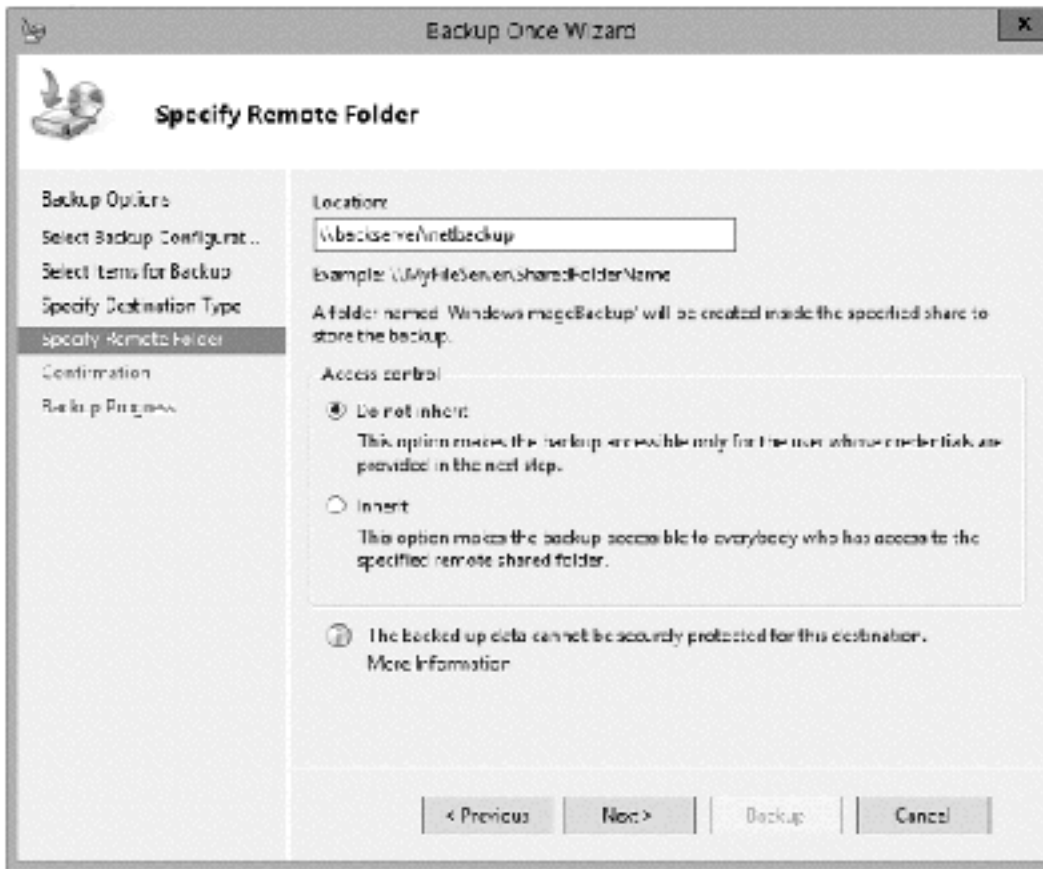 Backup Once Wizard
x
Specify Remote Folder
Backup Options
Select Backup Configurat...
Select Items for Backup
Specify Destination Type
Specify Remote Folder
Confirmation
Backup Progress
Location:
\\backserver\netbackup
Example: \\MyFileServer\SharedFolderName
A folder named 'WindowsImageBackup' will be created inside the specified share to
store the backup.
Access control
Do not inherit
This option makes the backup accessible only for the user whose credentials are
provided in the next step.
Inherit
This option makes the backup accessible to everybody who has access to the
specified remote shared folder.
The backed up data cannot be securely protected for this destination.
More Information
< Previous
Next >
Backup
Cancel